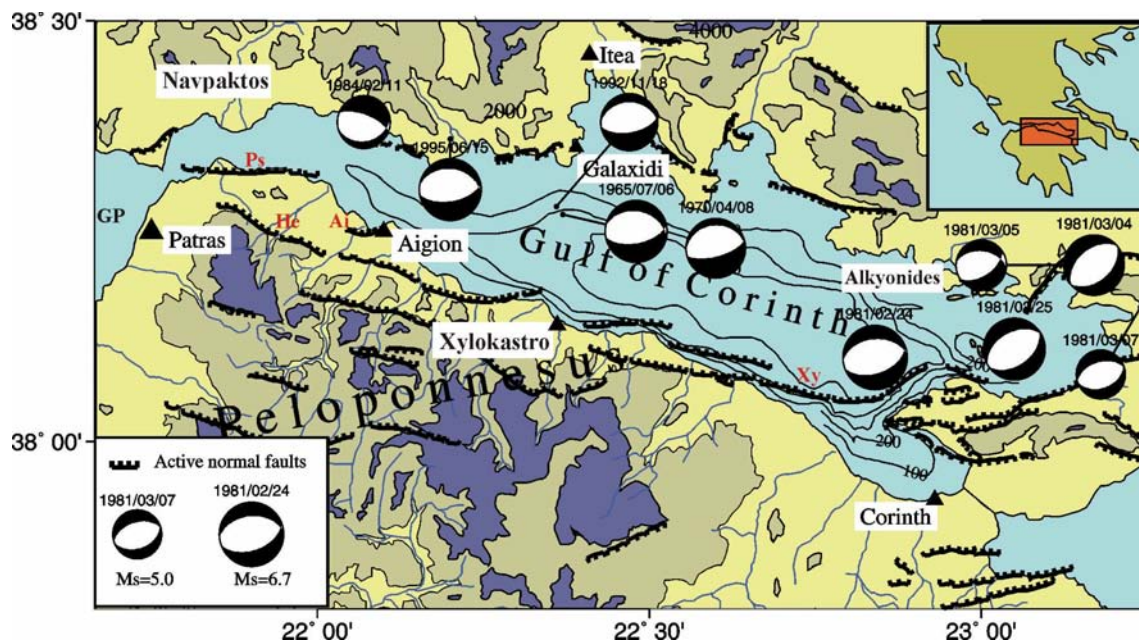 38°30'
4000
Itea
Navpaktos
1984/02/11
1992/11/18
2000
1995/06/15
Ps
Galaxidi
1965/07/06
1970/04/08
GP
He
Ai
Patras
Aigion
Gulf of Corinth
Alkyonides
1981/03/05
1981/03/04
1981/02/24
1981/02/25
1981/03/07
Xylokastro
Xy
200
Peloponnesus
38°00'
200
100
Active normal faults
1981/03/07
1981/02/24
Corinth
Ms=5.0
Ms=6.7
22°00'
22°30'
23°00'